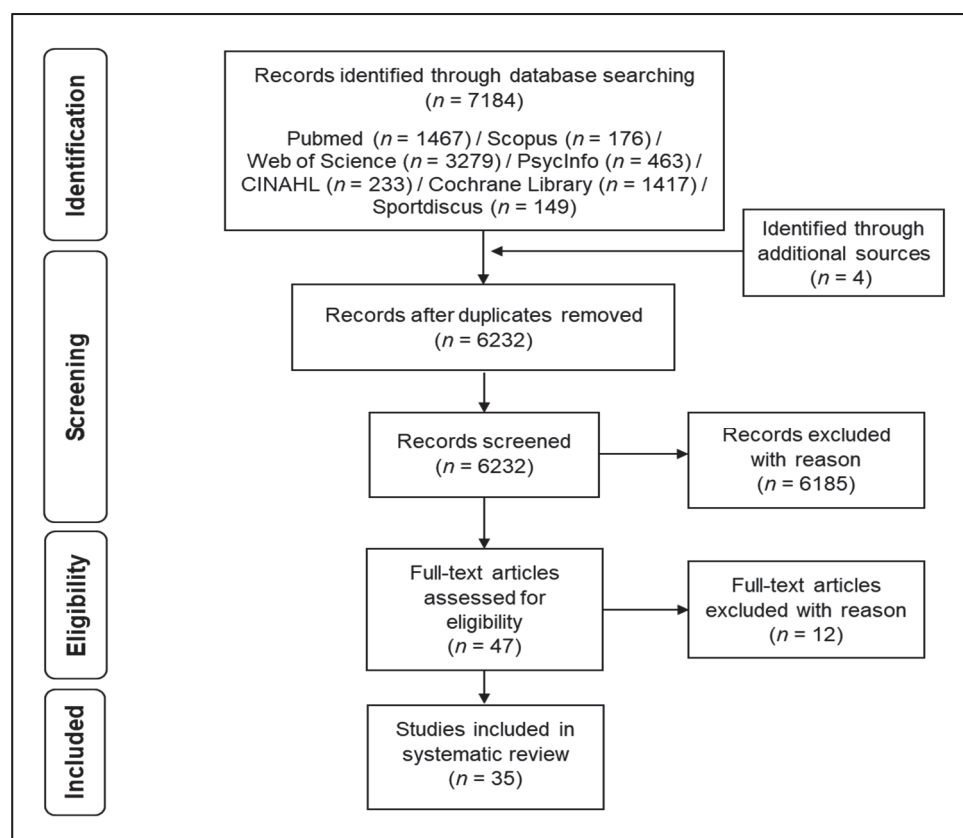 Identification
Records identified through database searching
(n = 7184)
Pubmed (n = 1467) / Scopus (n = 176) /
Web of Science (n = 3279) / PsycInfo (n = 463) /
CINAHL (n = 233) / Cochrane Library (n = 1417) /
Sportdiscus (n = 149)
Identified through
additional sources
(n = 4)
Screening
Records after duplicates removed
(n = 6232)
Records screened
(n = 6232)
Records excluded
with reason
(n = 6185)
Eligibility
Full-text articles
assessed for
eligibility
(n = 47)
Full-text articles
excluded with reason
(n = 12)
Included
Studies included in
systematic review
(n = 35)